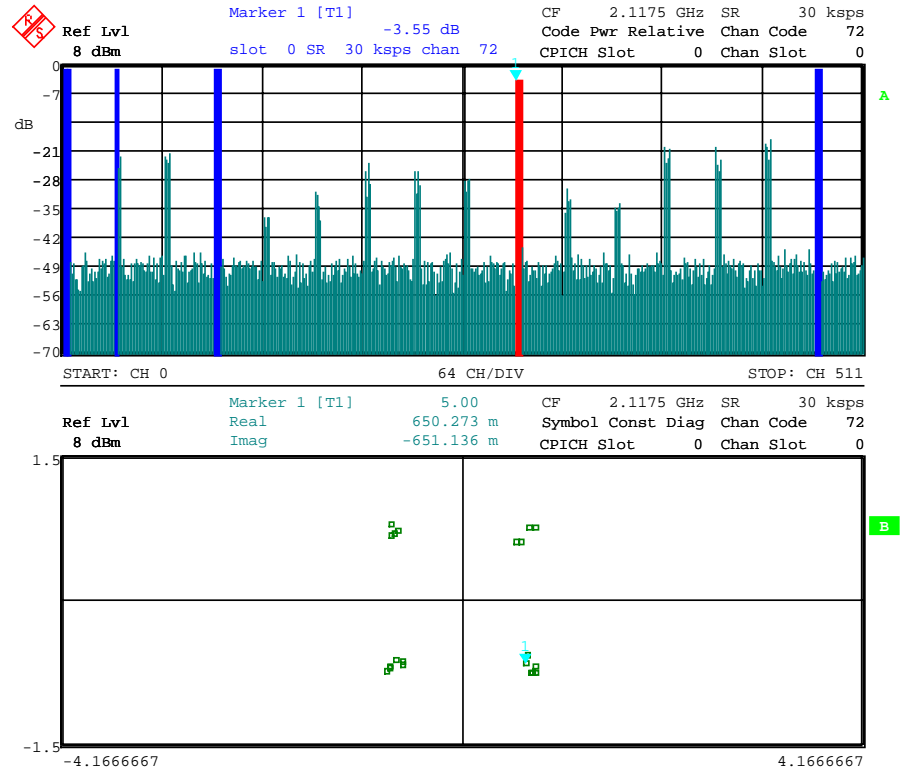 R S
Marker 1 [T1] CF 2.1175 GHz SR 30 ksps
Ref Lvl -3.55 dB Code Pwr Relative Chan Code 72
8 dBm slot 0 SR 30 ksps chan 72 CPICH Slot 0 Chan Slot 0
1
0
-7
A
dB
-21
-28
-35
-42
-49
-56
-63
-70
START: CH 0 64 CH/DIV STOP: CH 511
Marker 1 [T1] 5.00 CF 2.1175 GHz SR 30 ksps
Ref Lvl Real 650.273 m Symbol Const Diag Chan Code 72
8 dBm Imag -651.136 m CPICH Slot 0 Chan Slot 0
1.5
B
1
-1.5
-4.1666667 4.1666667